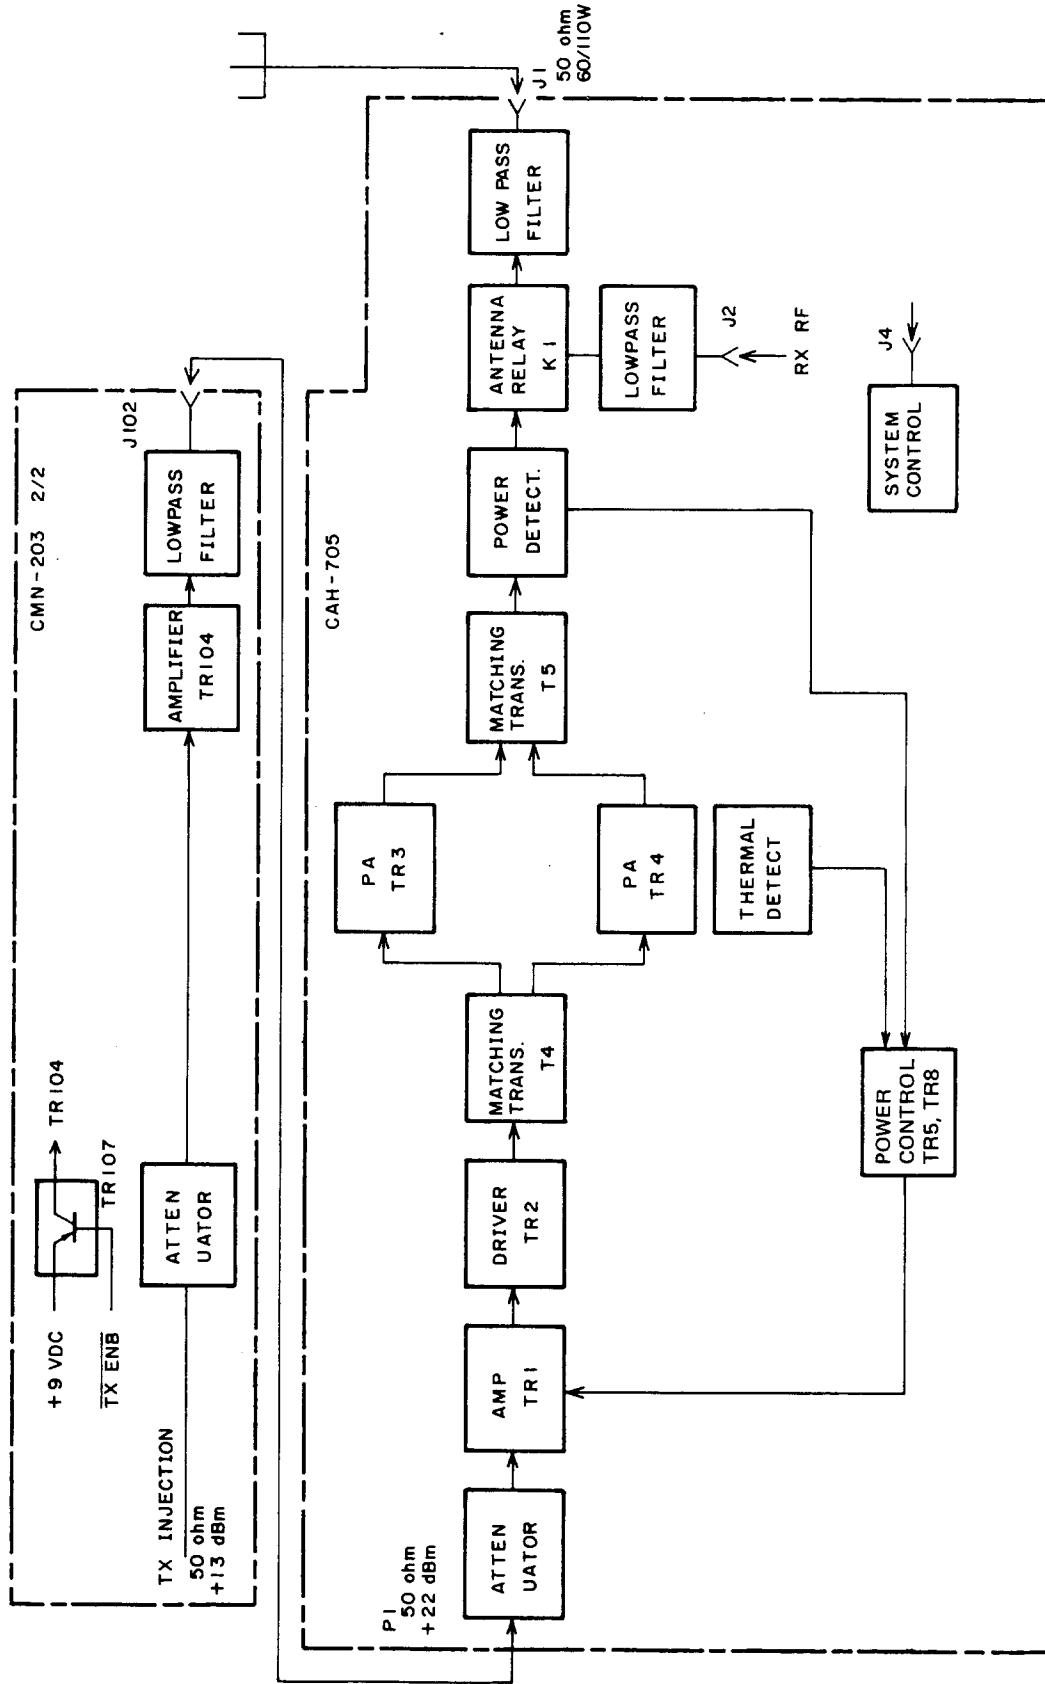 CMN-203 2/2
+9 VDC
TX ENB
TR104
TR107
TX INJECTION
50 ohm
+13 dBm
ATTEN
UATOR
AMPLIFIER
TR104
LOWPASS
FILTER
J102
CAH-705
P1
50 ohm
+22 dBm
ATTEN
UATOR
AMP
TR1
DRIVER
TR2
MATCHING
TRANS.
T4
PA
TR3
PA
TR4
MATCHING
TRANS.
T5
POWER
DETECT.
ANTENNA
RELAY
K1
LOW PASS
FILTER
J1
50 ohm
60/110W
LOWPASS
FILTER
J2
RX RF
THERMAL
DETECT
POWER
CONTROL
TR5, TR8
SYSTEM
CONTROL
J4